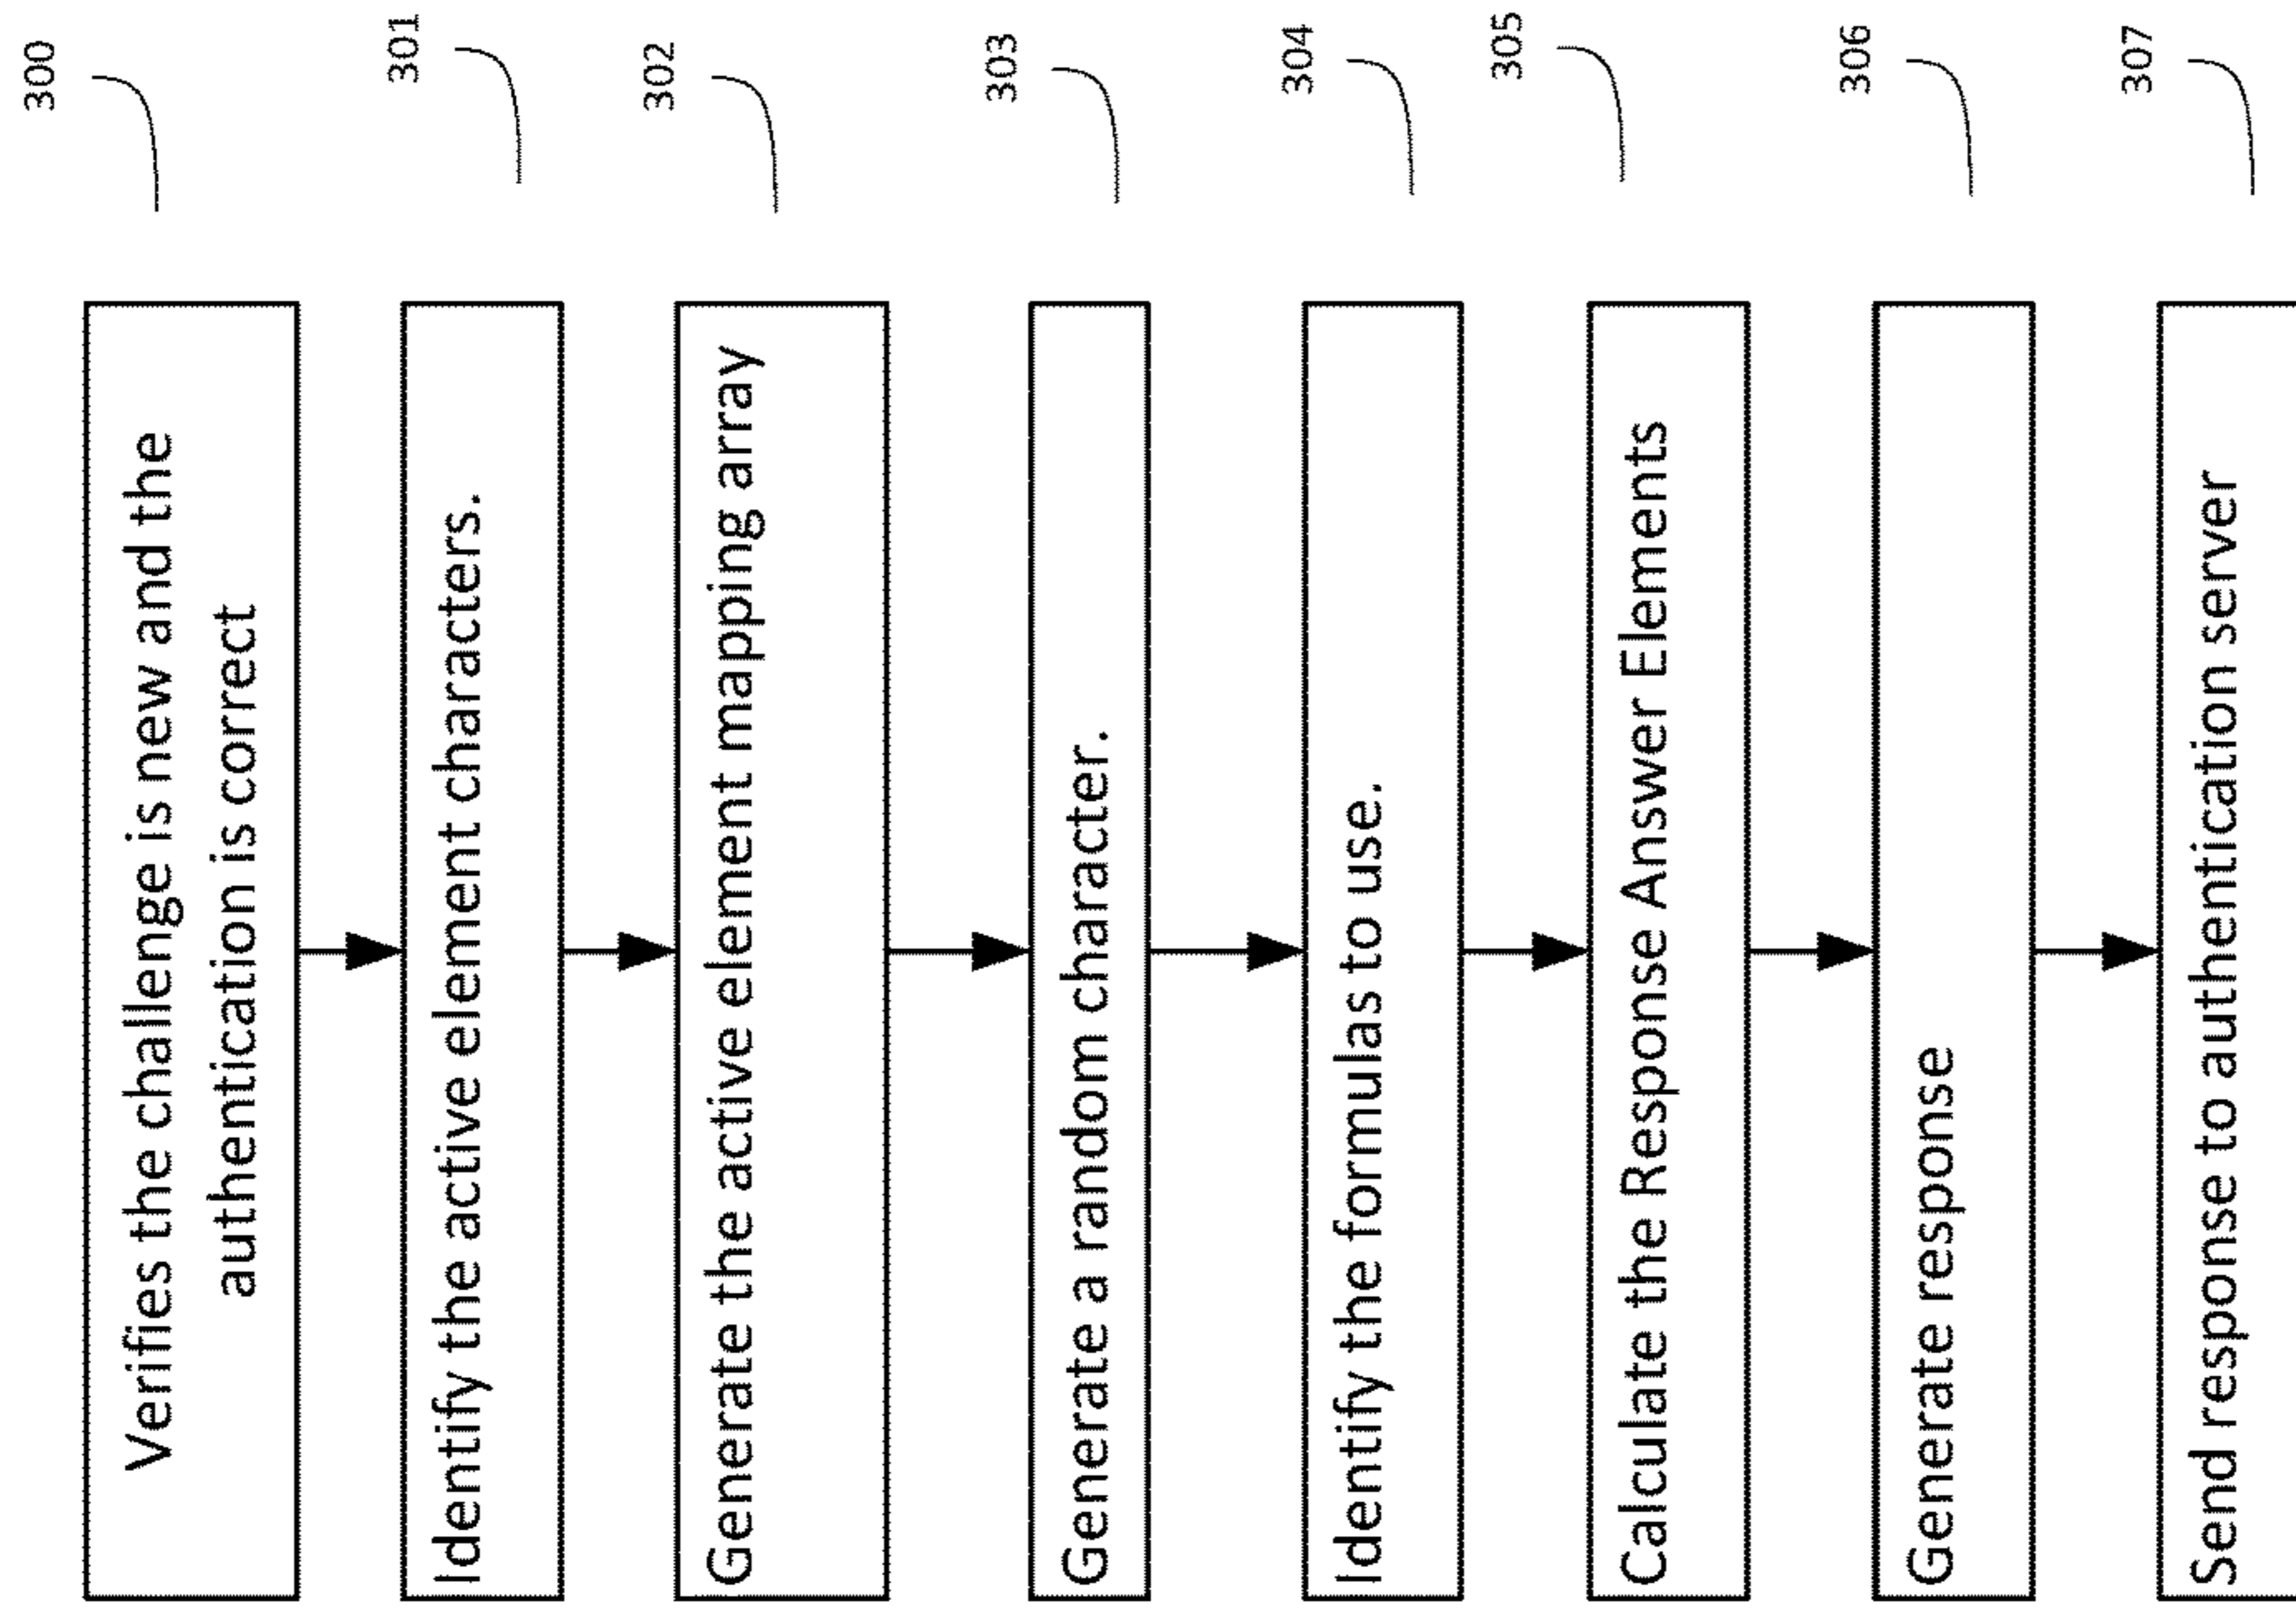 Verifies the challenge is new and the
authentication is correct
300
Identify the active element characters.
301
Generate the active element mapping array
302
Generate a random character.
303
Identify the formulas to use.
304
Calculate the Response Answer Elements
305
Generate response
306
Send response to authentication server
307